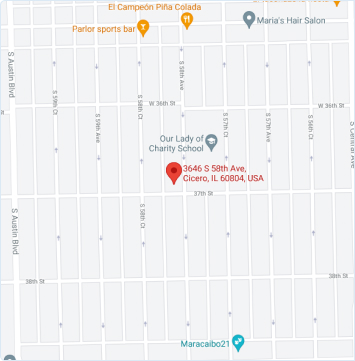 El Campeón Piña Colada
Parlor sports bar
Maria's Hair Salon
S Austin Blvd
S 59th Ct
S 59th Ave
S 58th Ct
S 58th Ave
S 57th Ct
S 57th Ave
S 56th Ct
S Central Ave
W 36th St
W 36th St
Our Lady of
Charity School
3646 S 58th Ave,
Cicero, IL 60804, USA
37th St
S Austin Blvd
S 58th Ct
38th St
38th St
Maracaibo21